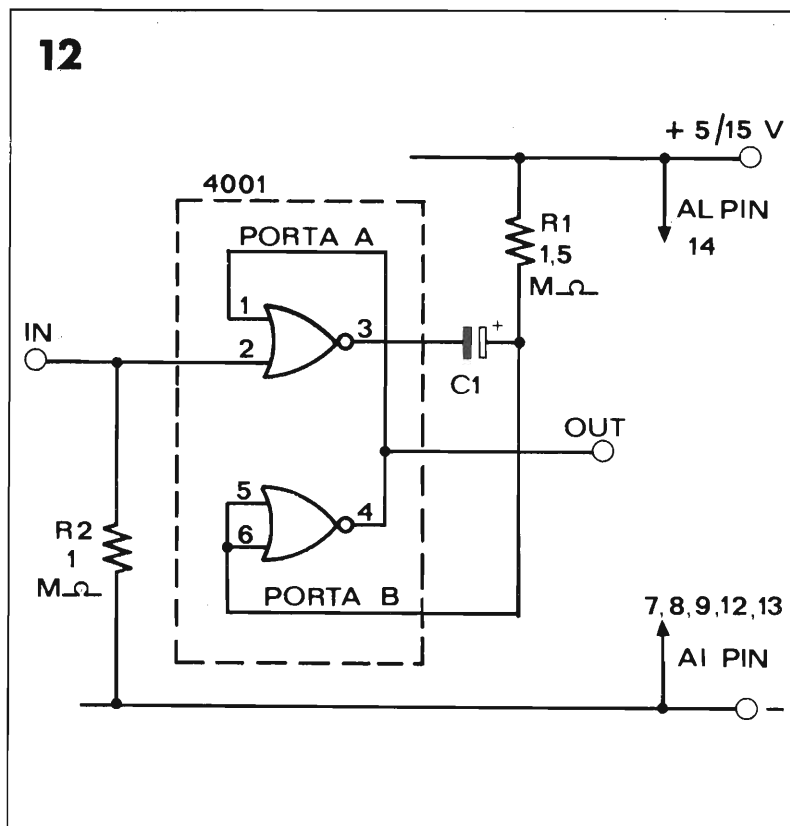 12
+ 5/15 V
4001
AL PIN
14
R1
1,5
MΩ
PORTA A
1
2
3
IN
+
C1
OUT
5
6
4
R2
1
MΩ
PORTA B
7, 8, 9, 12, 13
AI PIN
-